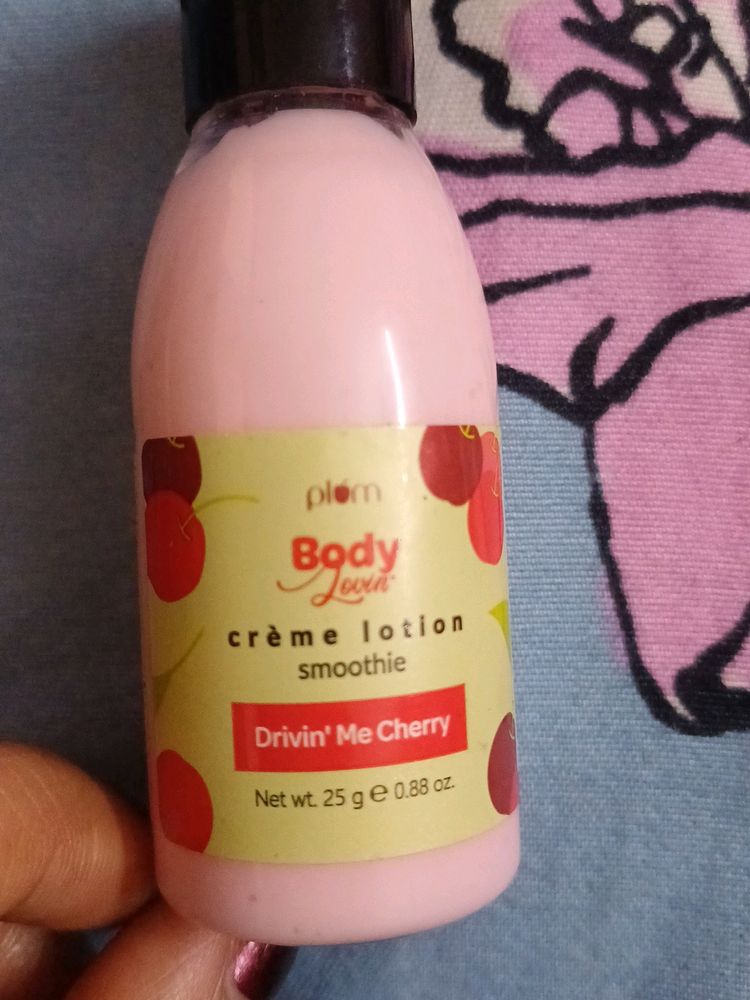 plum
Body
Lovin'
crème lotion
smoothie
Drivin' Me Cherry
Net wt. 25 g ℮ 0.88 oz.